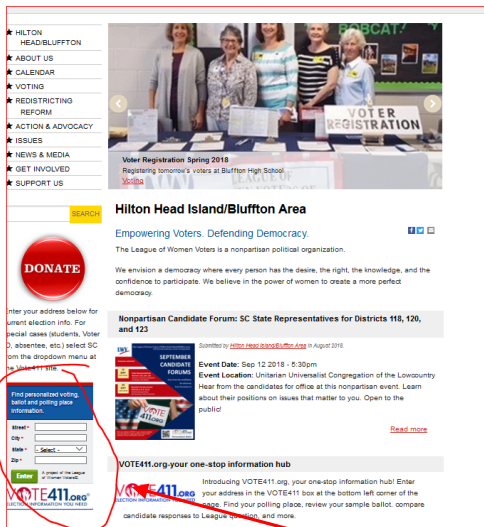 HILTON
HEAD/BLUFFTON
ABOUT US
CALENDAR
VOTING
REDISTRICTING
REFORM
ACTION & ADVOCACY
ISSUES
NEWS & MEDIA
GET INVOLVED
SUPPORT US
SEARCH
DONATE
Enter your address below for
current election info. For
special cases (students, Voter
ID, absentee, etc.) select SC
from the dropdown menu at
the Vote411 site.
Find personalized voting,
ballot and polling place
information.
Street *
City *
State * - Select -
Zip *
Enter
A project of the League
of Women Voters
VOTE411.ORG
ELECTION INFORMATION YOU NEED
BOBCAT
VOTER
REGISTRATION
Voter Registration Spring 2018
Registering tomorrow's voters at Bluffton High School
Voting
Hilton Head Island/Bluffton Area
Empowering Voters. Defending Democracy.
The League of Women Voters is a nonpartisan political organization.
We envision a democracy where every person has the desire, the right, the knowledge, and the
confidence to participate. We believe in the power of women to create a more perfect
democracy.
Nonpartisan Candidate Forum: SC State Representatives for Districts 118, 120,
and 123
LWV
SEPTEMBER
CANDIDATE
FORUMS
VOTE
411
Submitted by Hilton Head Island/Bluffton Area in August 2018.
Event Date: Sep 12 2018 - 5:30pm
Event Location: Unitarian Universalist Congregation of the Lowcountry
Hear from the candidates for office at this nonpartisan event. Learn
about their positions on issues that matter to you. Open to the
public!
Read more
VOTE411.org-your one-stop information hub
VOTE411.ORG
ELECTION INFORMATION YOU NEED
Introducing VOTE411.org, your one-stop information hub! Enter
your address in the VOTE411 box at the bottom left corner of the
page. Find your polling place, review your sample ballot, compare
candidate responses to League question, and more.